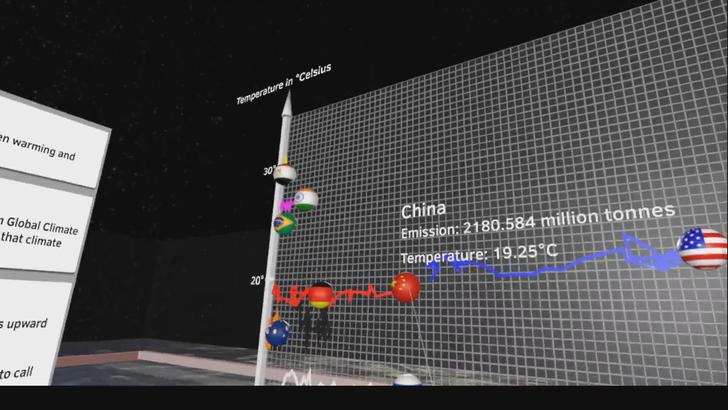 Temperature in °Celsius
en warming and
30°
China
Emission: 2180.584 million tonnes
Temperature: 19.25°C
n Global Climate
that climate
20°
s upward
to call